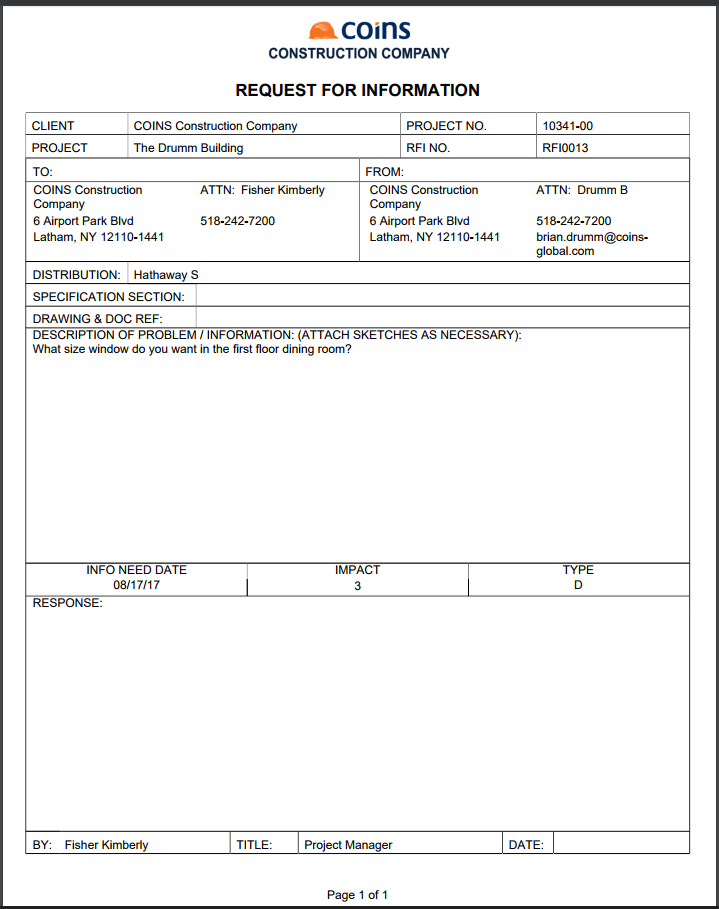 coins
CONSTRUCTION COMPANY
REQUEST FOR INFORMATION
CLIENT COINS Construction Company PROJECT NO. 10341-00
PROJECT The Drumm Building RFI NO. RFI0013
TO: FROM:
COINS Construction ATTN: Fisher Kimberly COINS Construction ATTN: Drumm B
Company Company
6 Airport Park Blvd 518-242-7200 6 Airport Park Blvd 518-242-7200
Latham, NY 12110-1441 Latham, NY 12110-1441 brian.drumm@coins-
global.com
DISTRIBUTION: Hathaway S
SPECIFICATION SECTION:
DRAWING & DOC REF:
DESCRIPTION OF PROBLEM / INFORMATION: (ATTACH SKETCHES AS NECESSARY):
What size window do you want in the first floor dining room?
INFO NEED DATE IMPACT TYPE
08/17/17 3 D
RESPONSE:
BY: Fisher Kimberly TITLE: Project Manager DATE:
Page 1 of 1